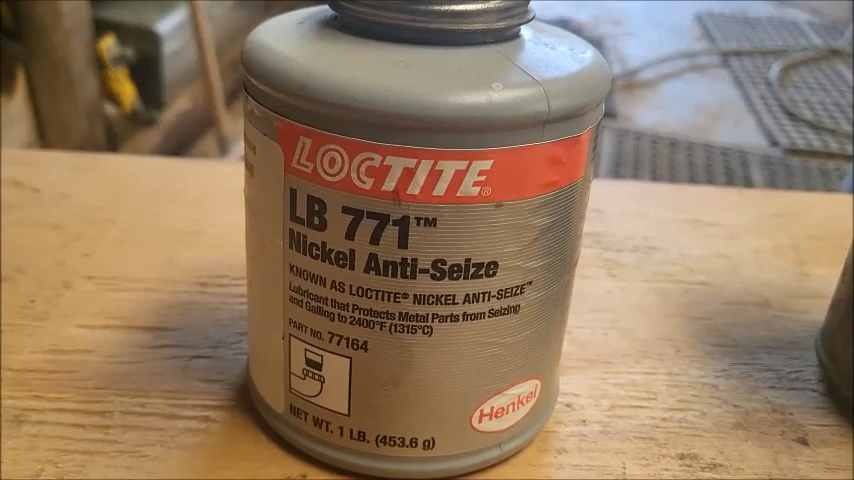 LOCTITE®
LB 771™
Nickel Anti-Seize
KNOWN AS LOCTITE® NICKEL ANTI-SEIZE™
Lubricant that Protects Metal Parts from Seizing
and Galling to 2400°F (1315°C)
PART NO. 77164
Henkel
NET WT. 1 LB. (453.6 g)